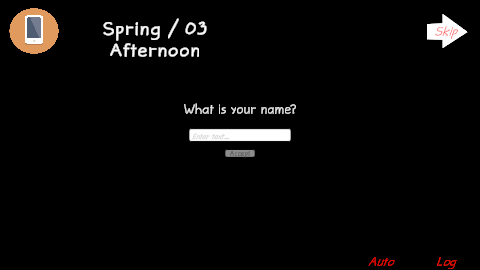 Spring / 03
Afternoon
Skip
What is your name?
Enter text...
Auto
Log